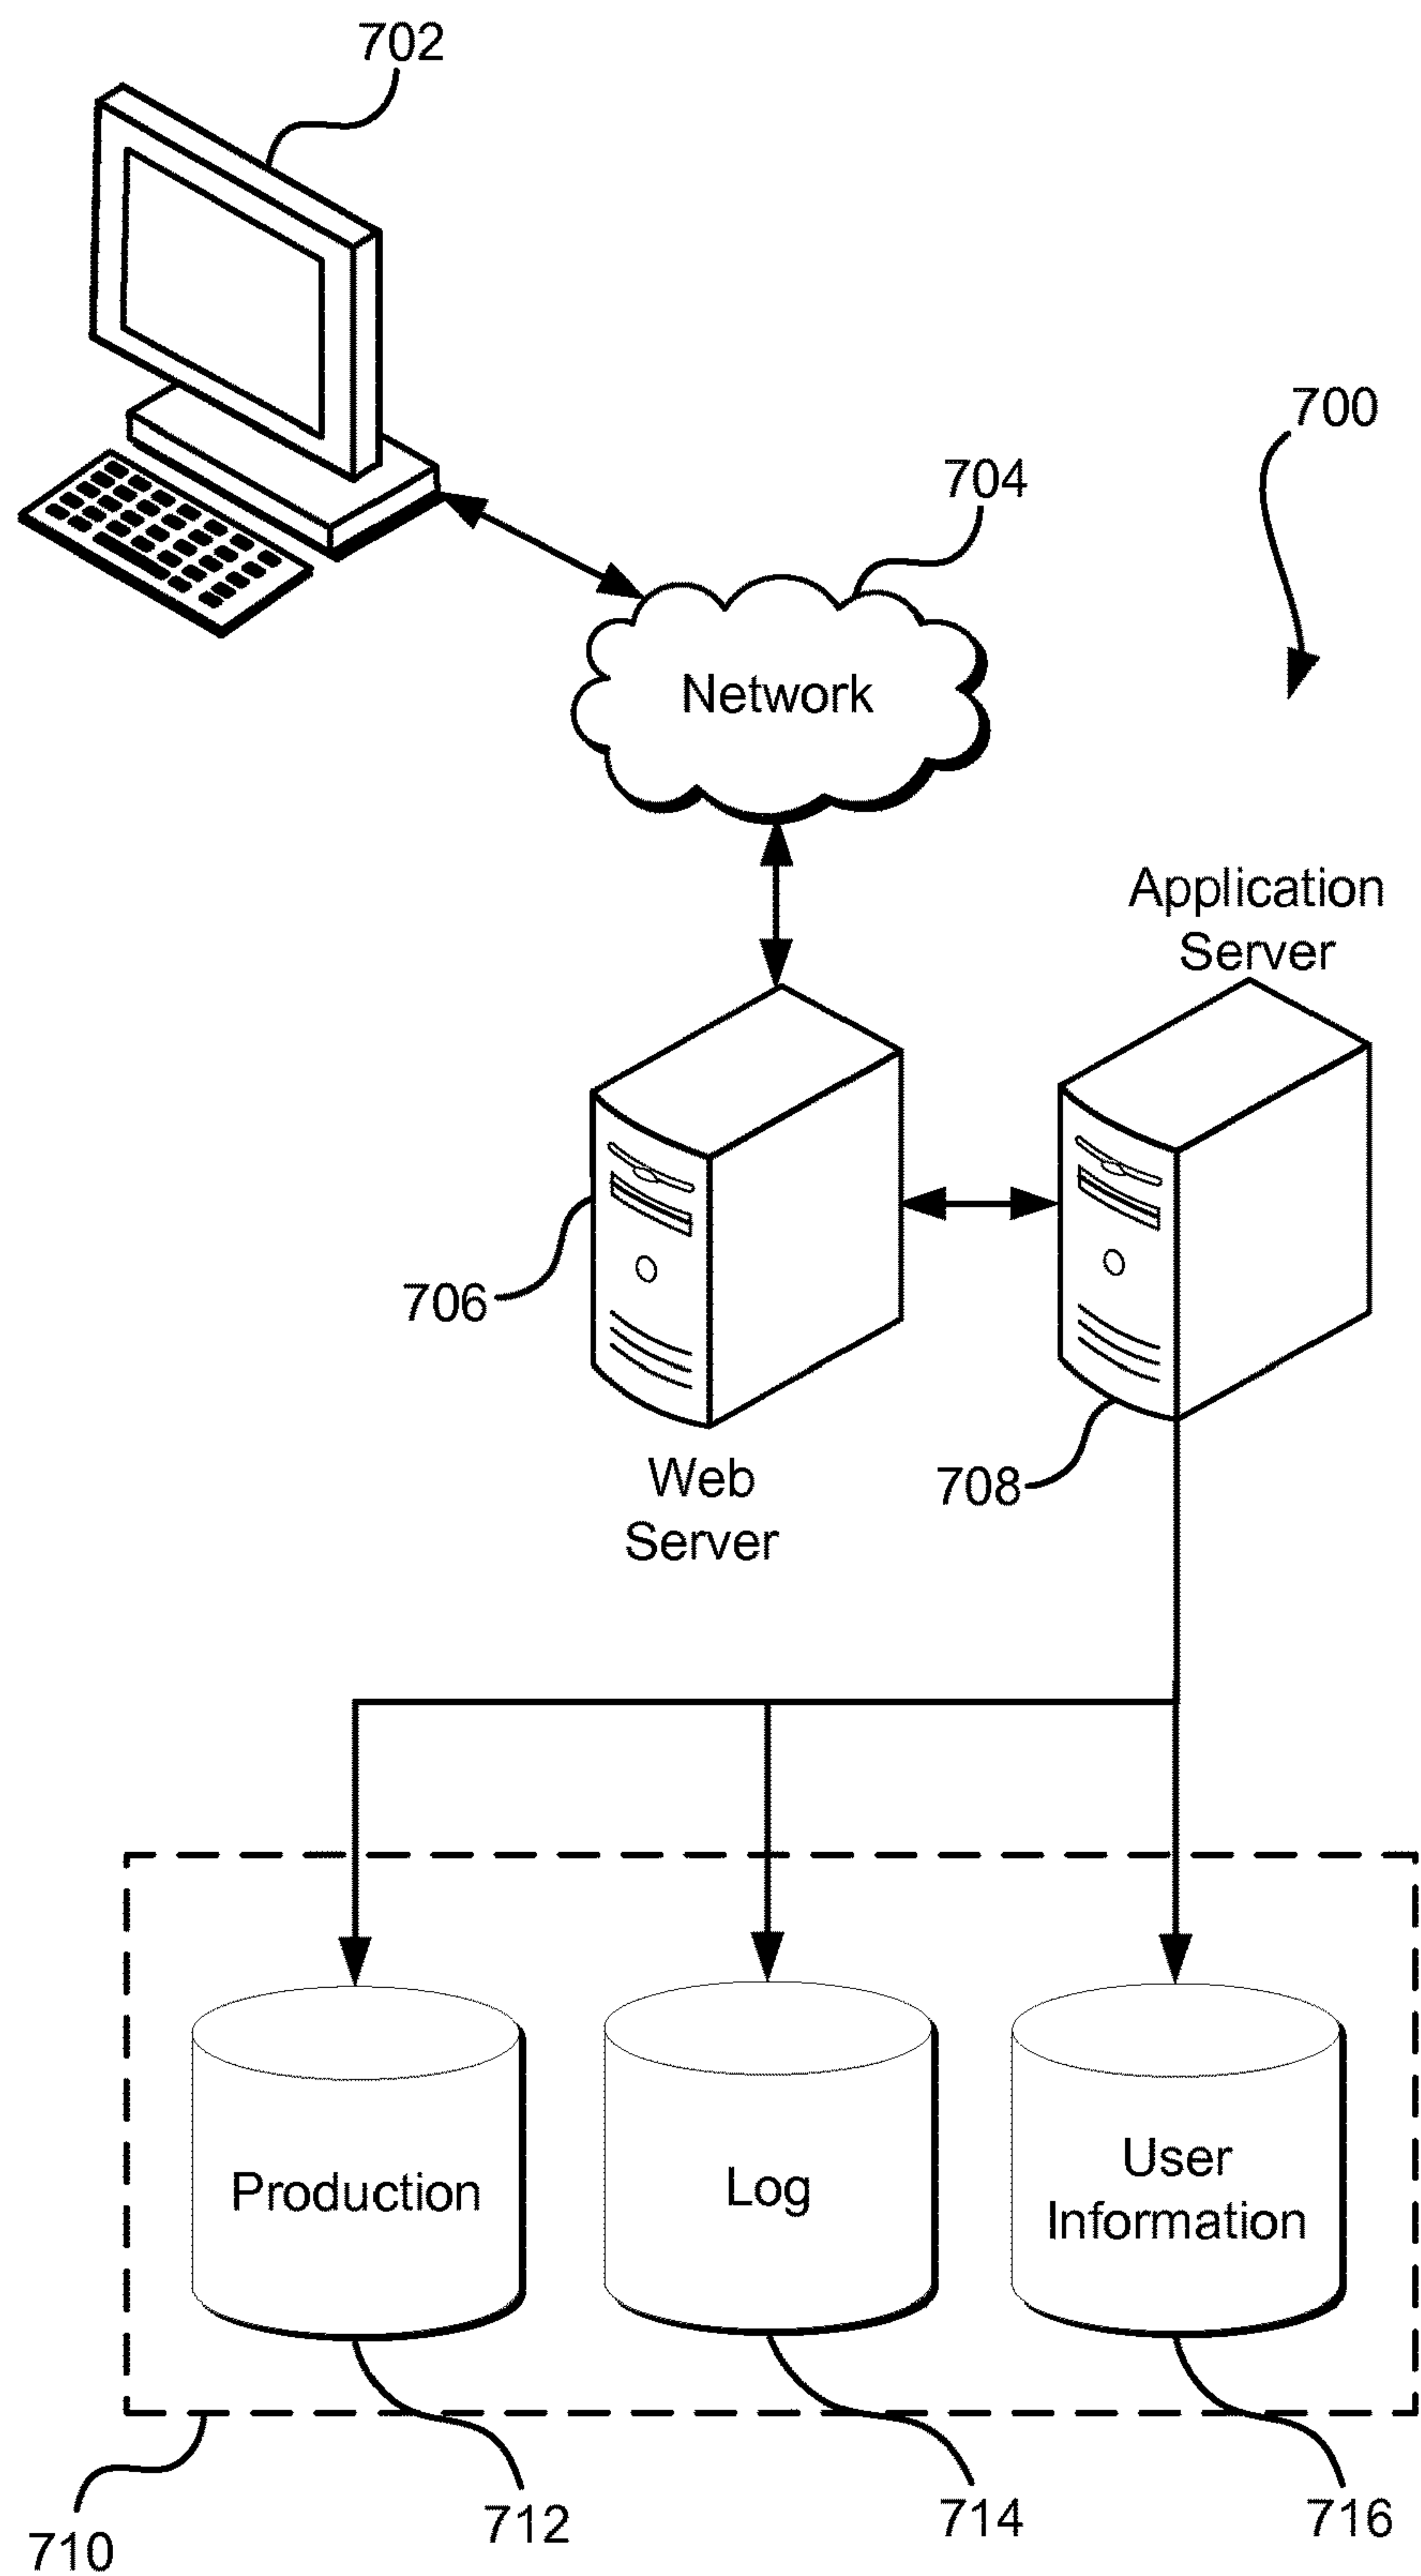 702
700
704
Network
Application
Server
706
708
Web
Server
Production
Log
User
Information
710
712
714
716